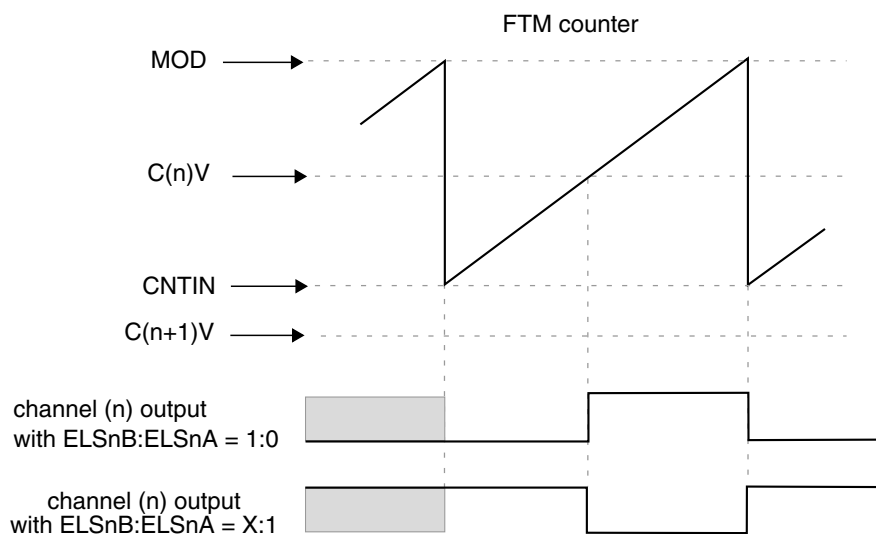 FTM counter
MOD
C(n)V
CNTIN
C(n+1)V
channel (n) output
with ELSnB:ELSnA = 1:0
channel (n) output
with ELSnB:ELSnA = X:1